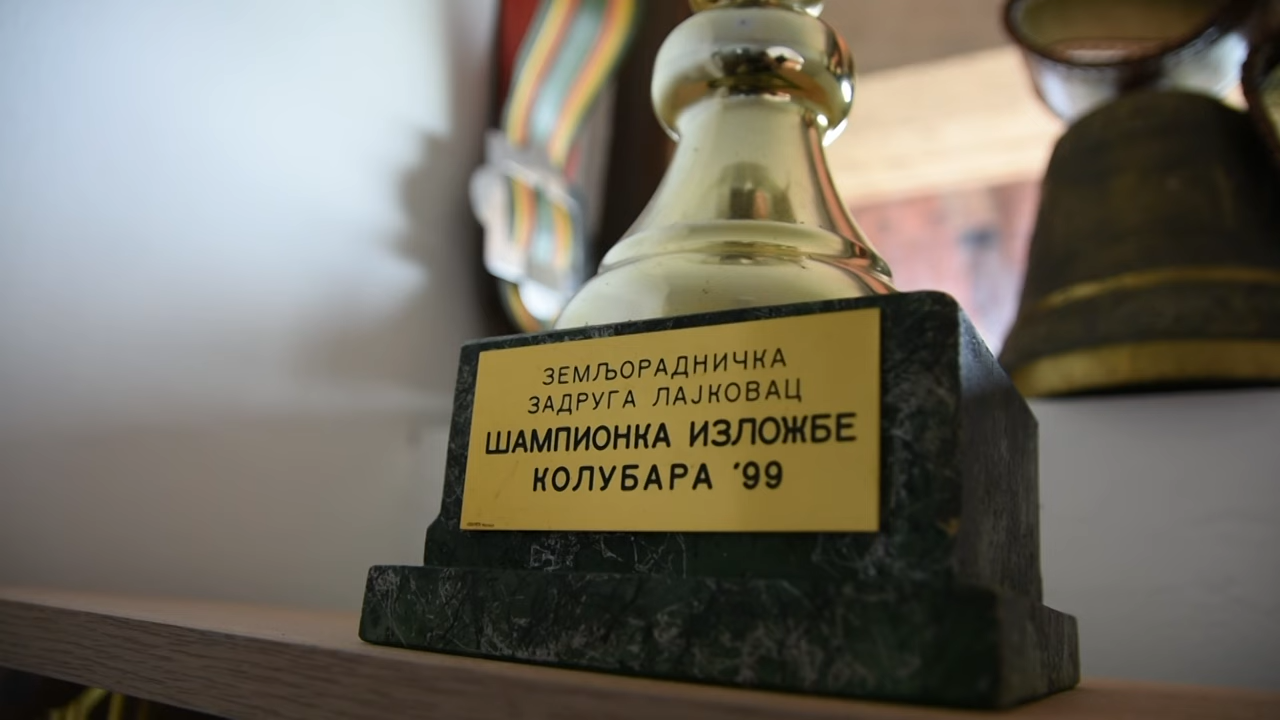 ЗЕМЉОРАДНИЧКА
ЗАДРУГА ЛАЈКОВАЦ
ШАМПИОНКА ИЗЛОЖБЕ
КОЛУБАРА '99